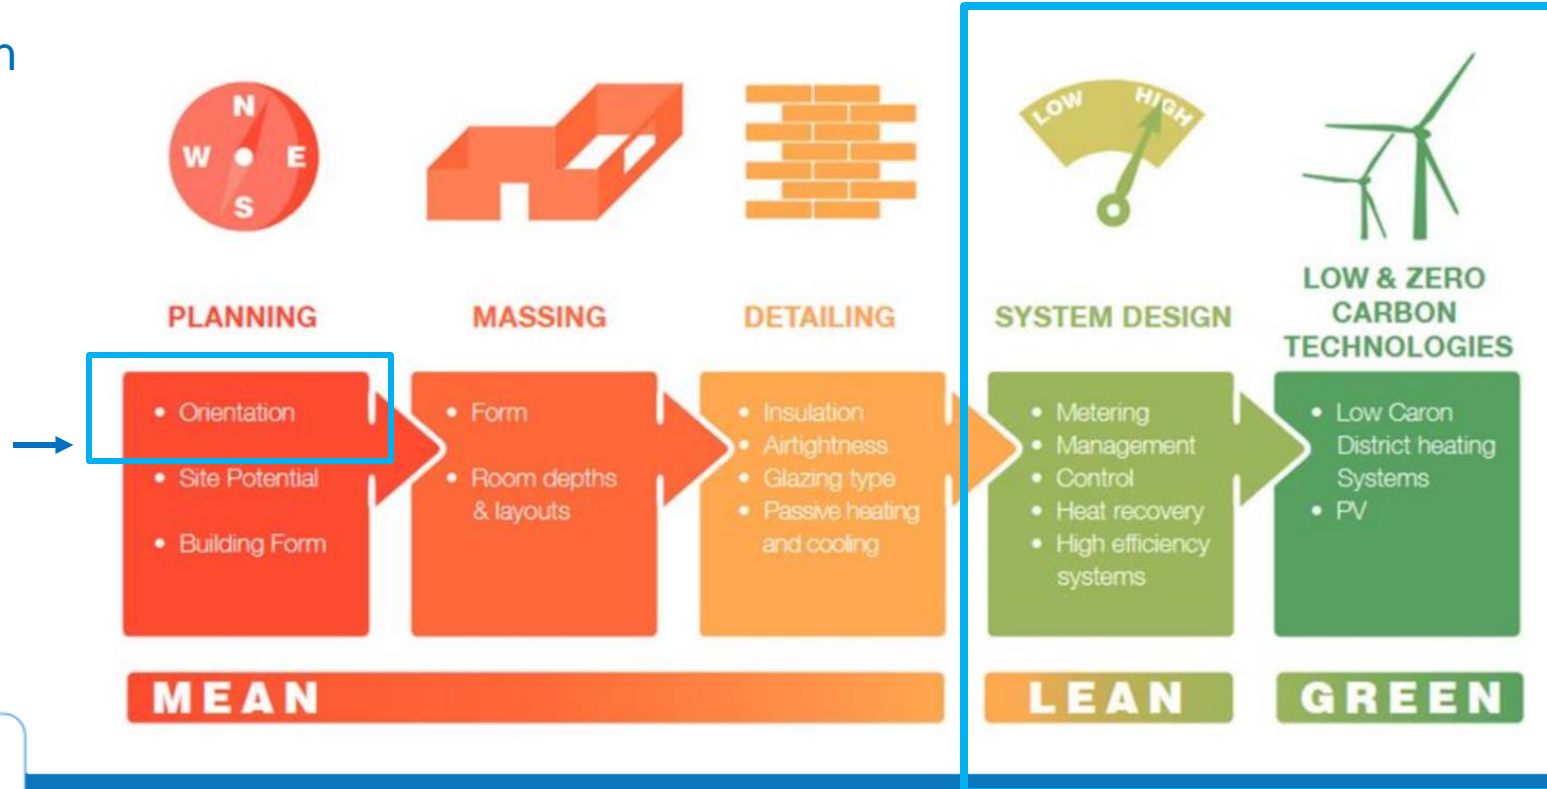 n
N
W E
S
LOW HIGH
PLANNING
MASSING
DETAILING
SYSTEM DESIGN
LOW & ZERO
CARBON
TECHNOLOGIES
• Orientation
• Site Potential
• Building Form
• Form
• Room depths
& layouts
• Insulation
• Airtightness
• Glazing type
• Passive heating
and cooling
• Metering
• Management
• Control
• Heat recovery
• High efficiency
systems
• Low Caron
District heating
Systems
• PV
MEAN
LEAN
GREEN